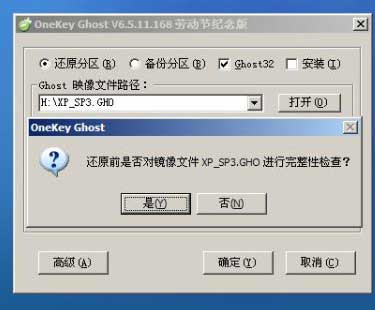 OneKey Ghost V6.5.11.168 劳动节纪念版
还原分区(R) 备份分区(B) Ghost32 安装(I)
Ghost 映像文件路径：
H:\XP_SP3.GHO 打开(O)
OneKey Ghost
还原前是否对镜像文件 XP_SP3.GHO 进行完整性检查？
是(Y) 否(N)
高级(A) 确定(Y) 取消(C)